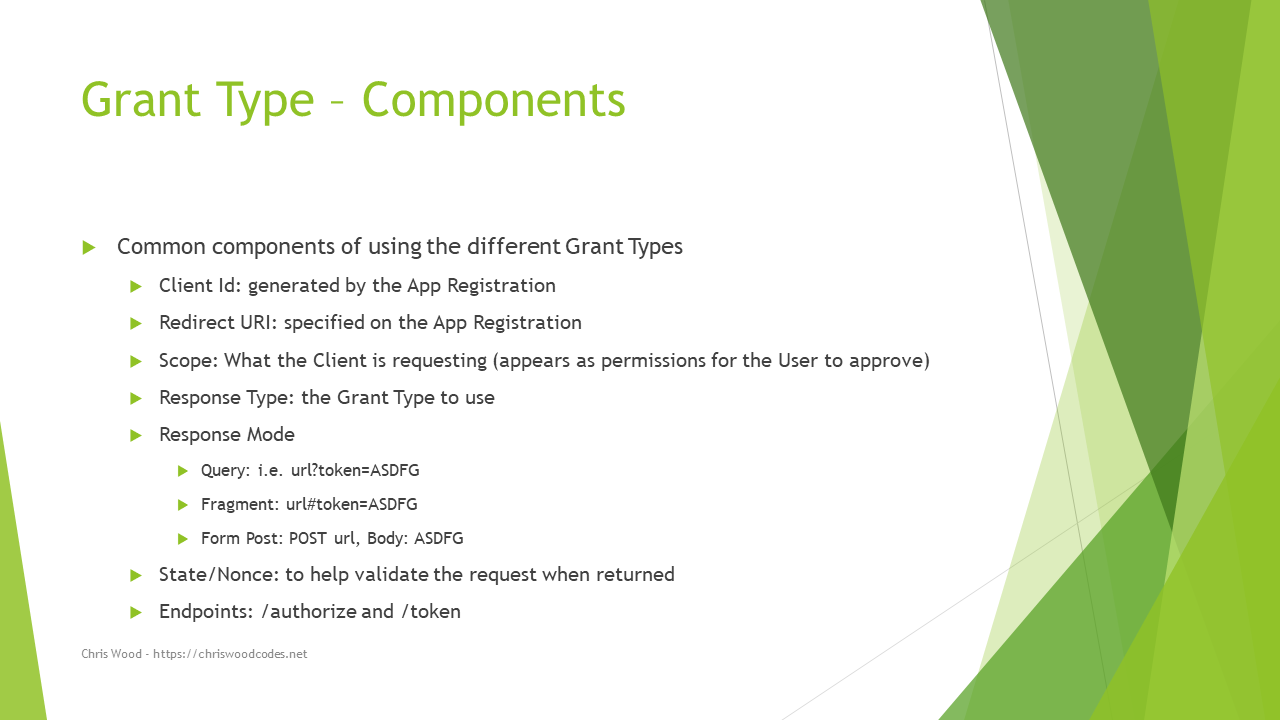 Grant Type – Components
Common components of using the different Grant Types
Client Id: generated by the App Registration
Redirect URI: specified on the App Registration
Scope: What the Client is requesting (appears as permissions for the User to approve)
Response Type: the Grant Type to use
Response Mode
Query: i.e. url?token=ASDFG
Fragment: url#token=ASDFG
Form Post: POST url, Body: ASDFG
State/Nonce: to help validate the request when returned
Endpoints: /authorize and /token
Chris Wood - https://chriswoodcodes.net